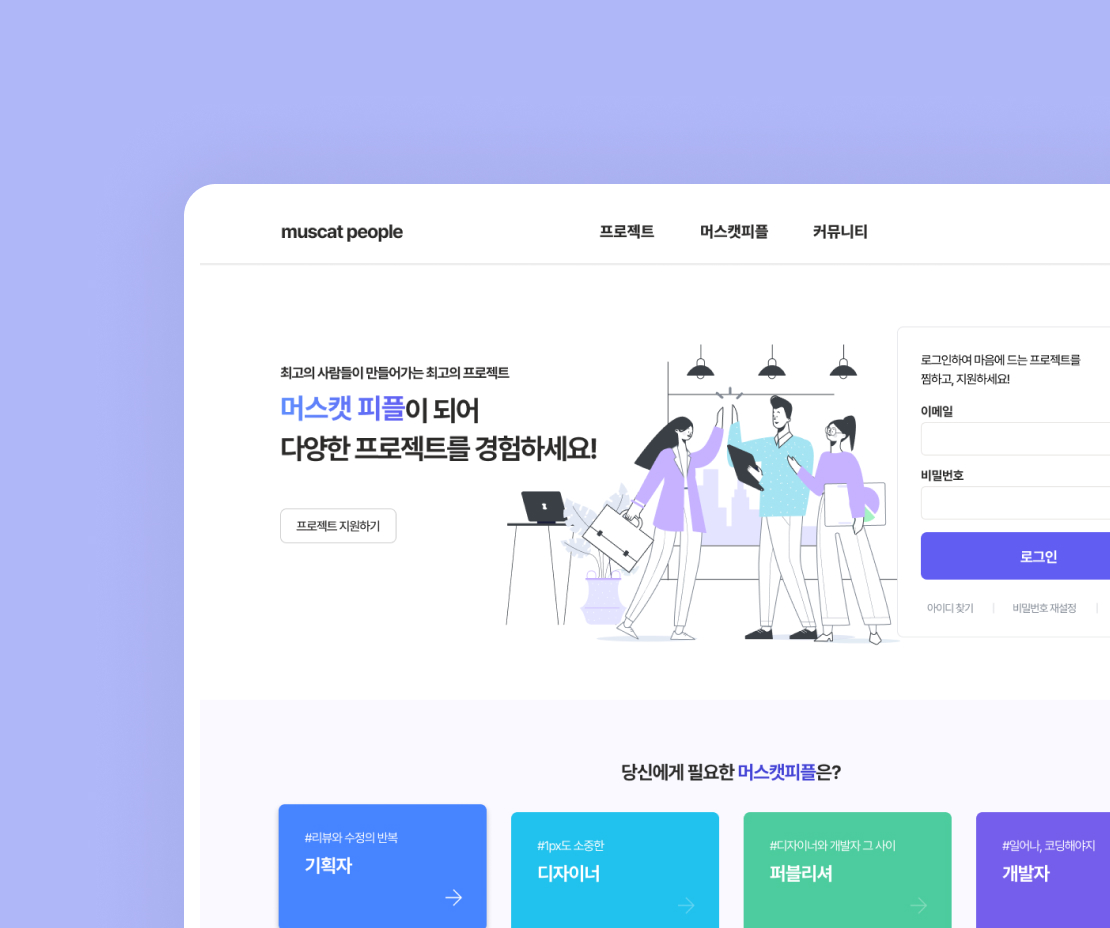 muscat people
프로젝트
머스캣피플
커뮤니티
최고의 사람들이 만들어가는 최고의 프로젝트
머스캣 피플이 되어
다양한 프로젝트를 경험하세요!
프로젝트 지원하기
로그인하여 마음에 드는 프로젝트를
찜하고, 지원하세요!
이메일
비밀번호
로그인
아이디 찾기 | 비밀번호 재설정 |
당신에게 필요한 머스캣피플은?
#리뷰와 수정의 반복
기획자
#1px도 소중한
디자이너
#디자이너와 개발자 그 사이
퍼블리셔
#일어나, 코딩해야지
개발자